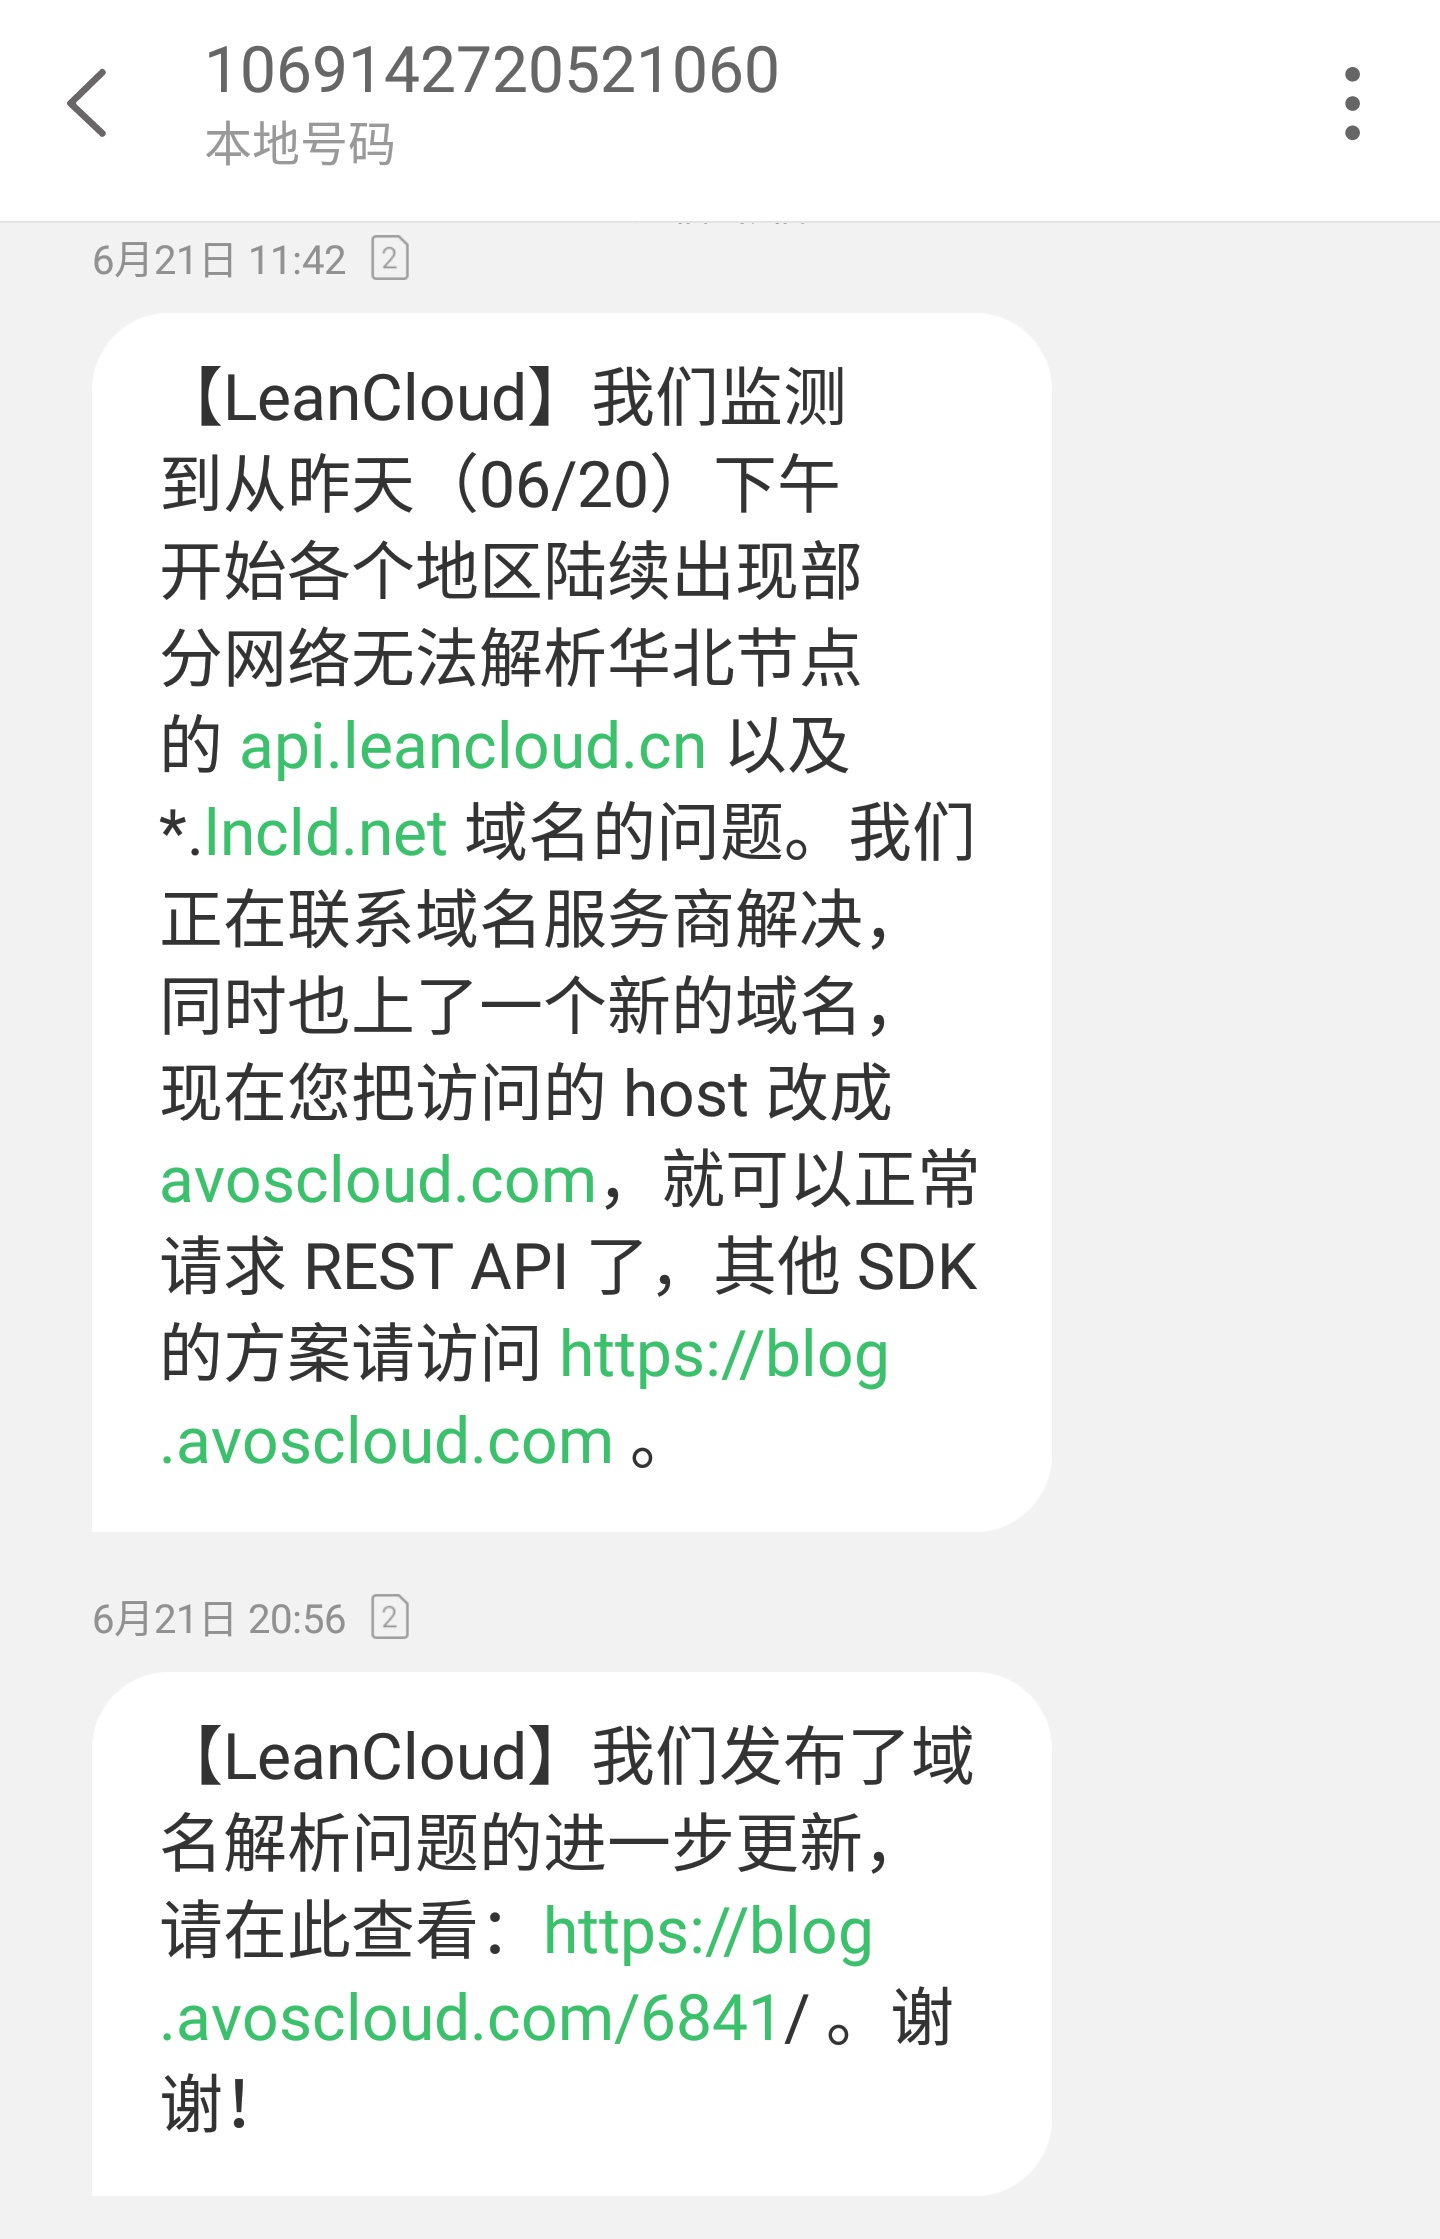 1069142720521060
本地号码
6月21日 11:42 2
【LeanCloud】我们监测
到从昨天（06/20）下午
开始各个地区陆续出现部
分网络无法解析华北节点
的 api.leancloud.cn 以及
*.lncld.net 域名的问题。我们
正在联系域名服务商解决，
同时也上了一个新的域名，
现在您把访问的 host 改成
avoscloud.com，就可以正常
请求 REST API 了，其他 SDK
的方案请访问 https://blog
.avoscloud.com 。
6月21日 20:56 2
【LeanCloud】我们发布了域
名解析问题的进一步更新，
请在此查看：https://blog
.avoscloud.com/6841/ 。谢
谢！